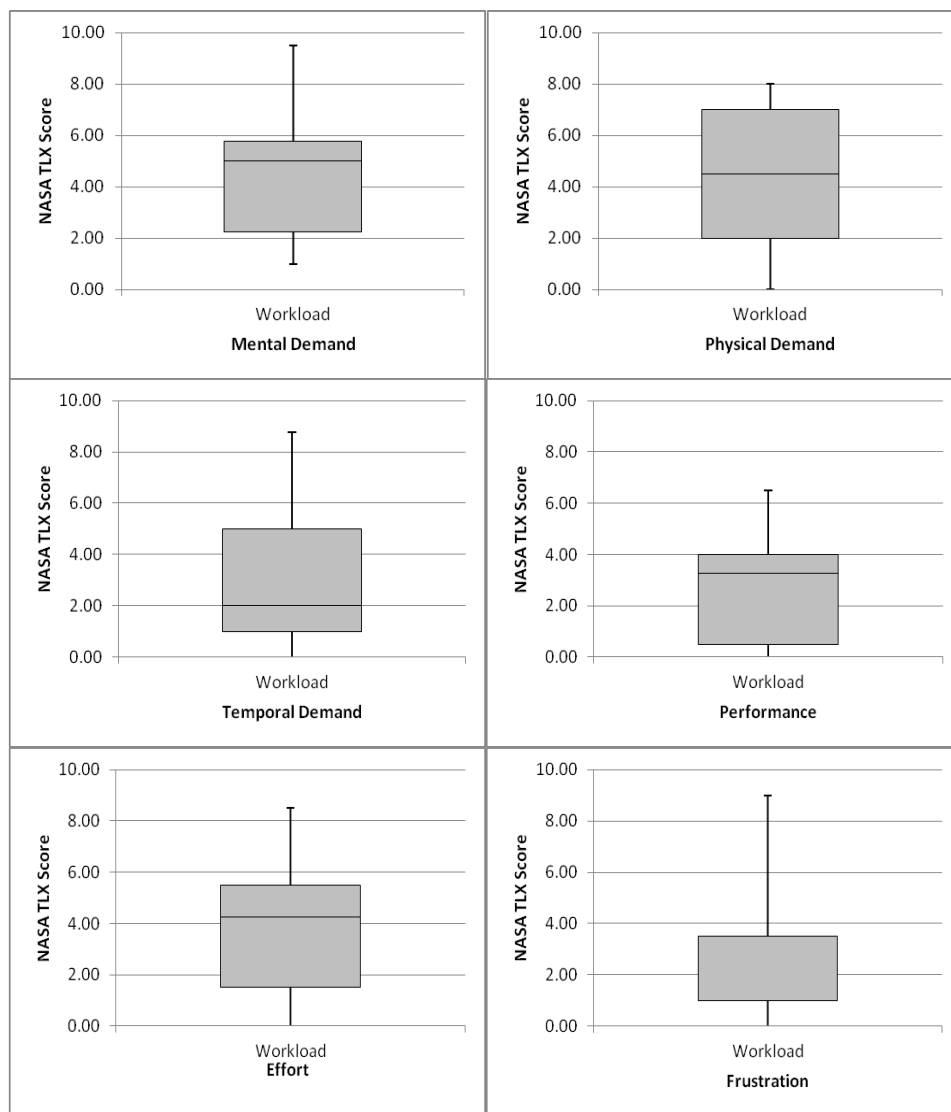 10.00
8.00
6.00
4.00
2.00
0.00
NASA TLX Score
Workload
Mental Demand
10.00
8.00
6.00
4.00
2.00
0.00
NASA TLX Score
Workload
Physical Demand
10.00
8.00
6.00
4.00
2.00
0.00
NASA TLX Score
Workload
Temporal Demand
10.00
8.00
6.00
4.00
2.00
0.00
NASA TLX Score
Workload
Performance
10.00
8.00
6.00
4.00
2.00
0.00
NASA TLX Score
Workload
Effort
10.00
8.00
6.00
4.00
2.00
0.00
NASA TLX Score
Workload
Frustration